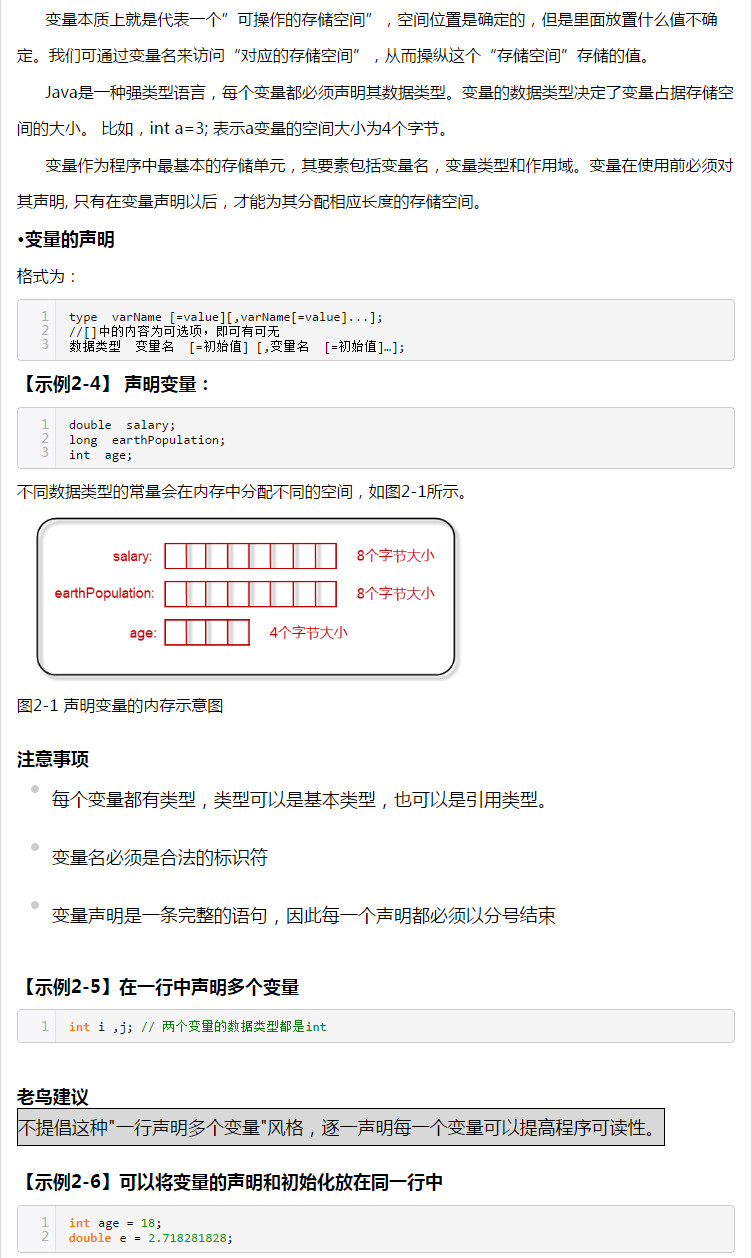 变量本质上就是代表一个”可操作的存储空间”，空间位置是确定的，但是里面放置什么值不确
定。我们可通过变量名来访问“对应的存储空间”，从而操纵这个“存储空间”存储的值。
Java是一种强类型语言，每个变量都必须声明其数据类型。变量的数据类型决定了变量占据存储空
间的大小。 比如，int a=3; 表示a变量的空间大小为4个字节。
变量作为程序中最基本的存储单元，其要素包括变量名，变量类型和作用域。变量在使用前必须对
其声明, 只有在变量声明以后，才能为其分配相应长度的存储空间。
•变量的声明
格式为：
1 type  varName [=value][,varName[=value]...];
2 //[]中的内容为可选项，即可有可无
3 数据类型  变量名  [=初始值] [,变量名  [=初始值]…];
【示例2-4】 声明变量：
1 double  salary;
2 long  earthPopulation;
3 int  age;
不同数据类型的常量会在内存中分配不同的空间，如图2-1所示。
salary: 8个字节大小
earthPopulation: 8个字节大小
age: 4个字节大小
图2-1 声明变量的内存示意图
注意事项
每个变量都有类型，类型可以是基本类型，也可以是引用类型。
变量名必须是合法的标识符
变量声明是一条完整的语句，因此每一个声明都必须以分号结束
【示例2-5】在一行中声明多个变量
1 int i ,j; // 两个变量的数据类型都是int
老鸟建议
不提倡这种"一行声明多个变量"风格，逐一声明每一个变量可以提高程序可读性。
【示例2-6】可以将变量的声明和初始化放在同一行中
1 int age = 18;
2 double e = 2.718281828;